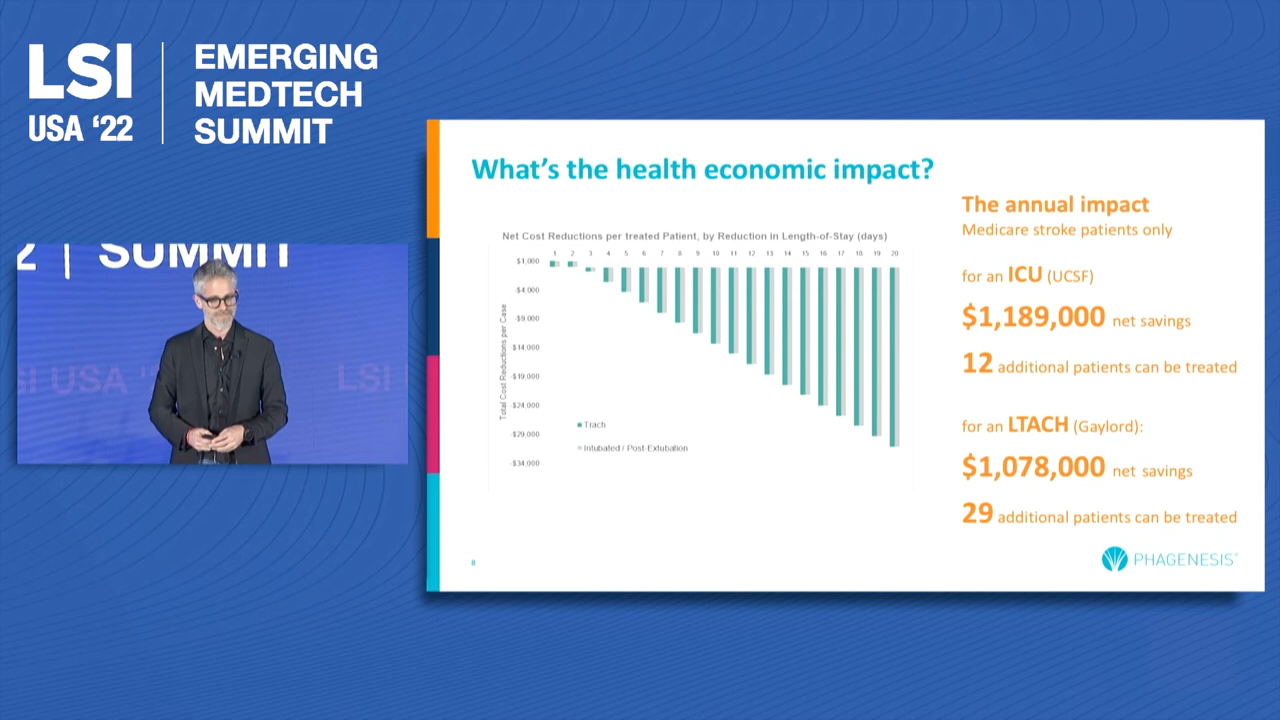 LSI
USA ‘22
EMERGING
MEDTECH
SUMMIT
2 | SUMMIT
SI USA ‘
LSI
What’s the health economic impact?
Net Cost Reductions per treated Patient, by Reduction in Length-of-Stay (days)
1 2 3 4 5 6 7 8 9 10 11 12 13 14 15 16 17 18 19 20
$1,000
-$4,000
-$9,000
-$14,000
-$19,000
-$24,000
-$29,000
-$34,000
Total Cost Reductions per Case
Trach
Intubated / Post-Extubation
The annual impact
Medicare stroke patients only
for an ICU (UCSF)
$1,189,000 net savings
12 additional patients can be treated
for an LTACH (Gaylord):
$1,078,000 net savings
29 additional patients can be treated
8
PHAGENESIS®